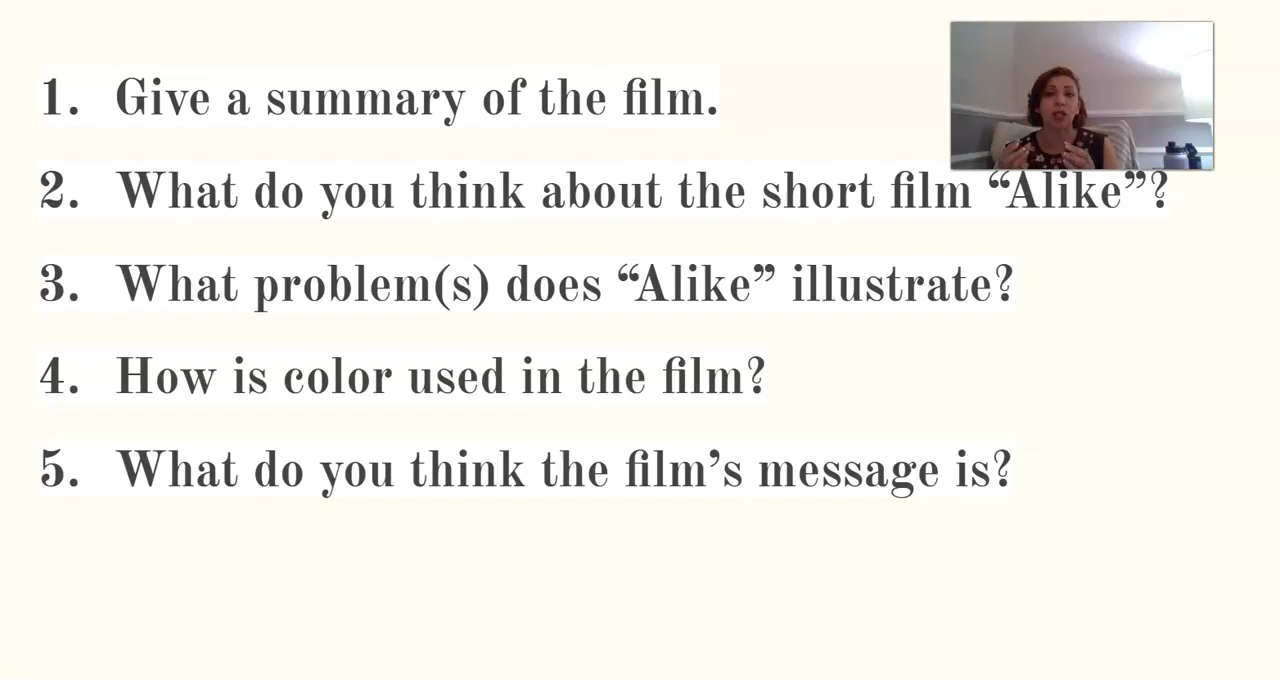 1. Give a summary of the film.
2. What do you think about the short film “Alike”?
3. What problem(s) does “Alike” illustrate?
4. How is color used in the film?
5. What do you think the film’s message is?